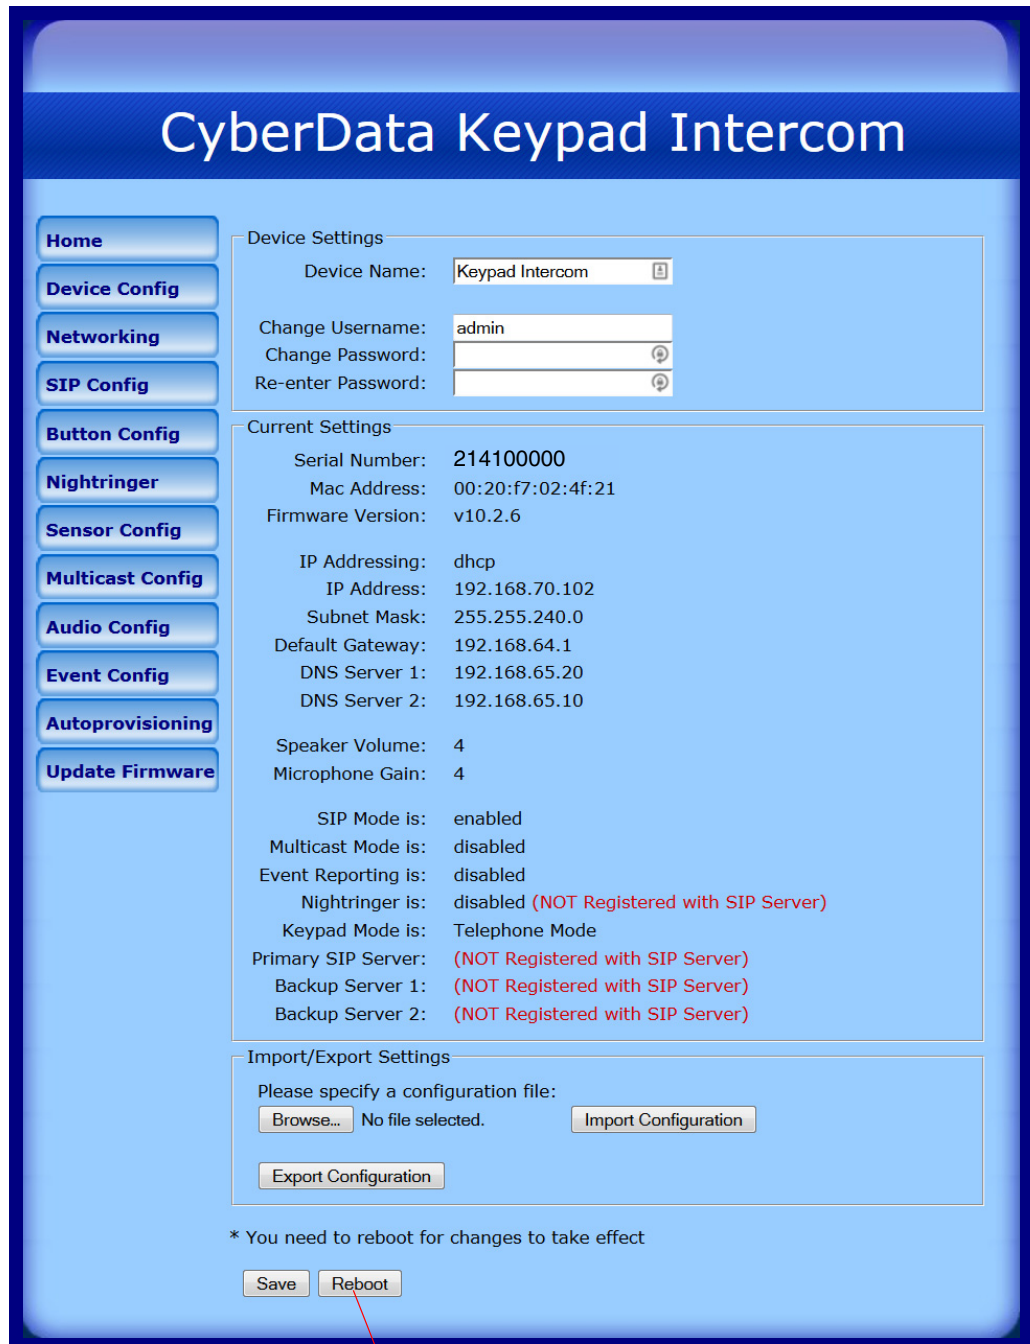 CyberData Keypad Intercom
Home
Device Config
Networking
SIP Config
Button Config
Nightringer
Sensor Config
Multicast Config
Audio Config
Event Config
Autoprovisioning
Update Firmware
Device Settings
Device Name: Keypad Intercom
Change Username: admin
Change Password:
Re-enter Password:
Current Settings
Serial Number: 214100000
Mac Address: 00:20:f7:02:4f:21
Firmware Version: v10.2.6
IP Addressing: dhcp
IP Address: 192.168.70.102
Subnet Mask: 255.255.240.0
Default Gateway: 192.168.64.1
DNS Server 1: 192.168.65.20
DNS Server 2: 192.168.65.10
Speaker Volume: 4
Microphone Gain: 4
SIP Mode is: enabled
Multicast Mode is: disabled
Event Reporting is: disabled
Nightringer is: disabled (NOT Registered with SIP Server)
Keypad Mode is: Telephone Mode
Primary SIP Server: (NOT Registered with SIP Server)
Backup Server 1: (NOT Registered with SIP Server)
Backup Server 2: (NOT Registered with SIP Server)
Import/Export Settings
Please specify a configuration file:
Browse... No file selected. Import Configuration
Export Configuration
* You need to reboot for changes to take effect
Save Reboot